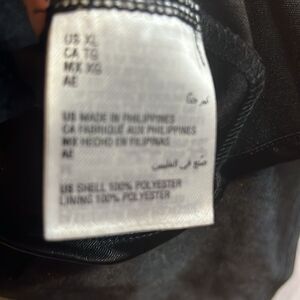 US XL
CA TG
MX XG
AE
US MADE IN PHILIPPINES
CA FABRIQUÉ AUX PHILIPPINES
MX HECHO EN FILIPINAS
AE
صنع في الفلبين
US SHELL 100% POLYESTER
LINING 100% POLYESTER